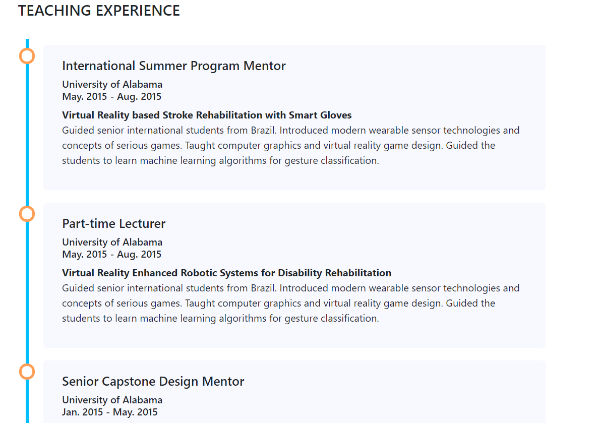 TEACHING EXPERIENCE
International Summer Program Mentor
University of Alabama
May. 2015 - Aug. 2015
Virtual Reality based Stroke Rehabilitation with Smart Gloves
Guided senior international students from Brazil. Introduced modern wearable sensor technologies and
concepts of serious games. Taught computer graphics and virtual reality game design. Guided the
students to learn machine learning algorithms for gesture classification.
Part-time Lecturer
University of Alabama
May. 2015 - Aug. 2015
Virtual Reality Enhanced Robotic Systems for Disability Rehabilitation
Guided senior international students from Brazil. Introduced modern wearable sensor technologies and
concepts of serious games. Taught computer graphics and virtual reality game design. Guided the
students to learn machine learning algorithms for gesture classification.
Senior Capstone Design Mentor
University of Alabama
Jan. 2015 - May. 2015